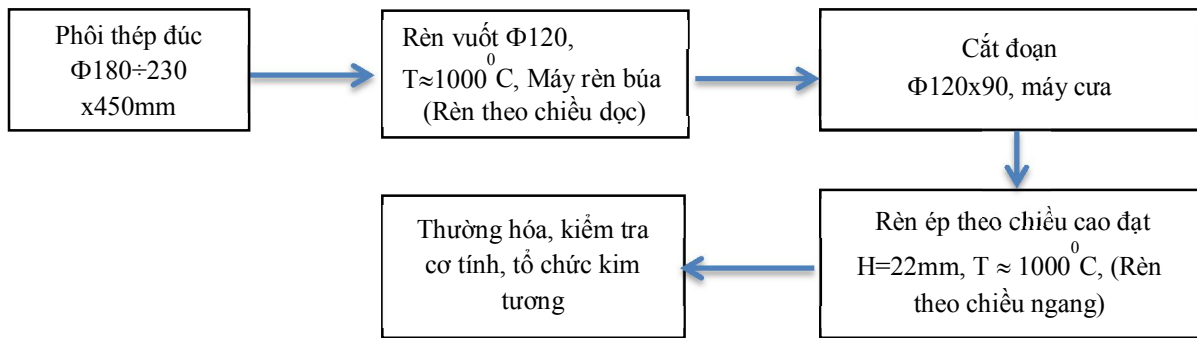 Phôi thép đúc
Φ180÷230
x450mm
Rèn vuốt Φ120,
T≈1000⁰C, Máy rèn búa
(Rèn theo chiều dọc)
Cắt đoạn
Φ120x90, máy cưa
Rèn ép theo chiều cao đạt
H=22mm, T ≈ 1000⁰C, (Rèn
theo chiều ngang)
Thường hóa, kiểm tra
cơ tính, tổ chức kim
tương